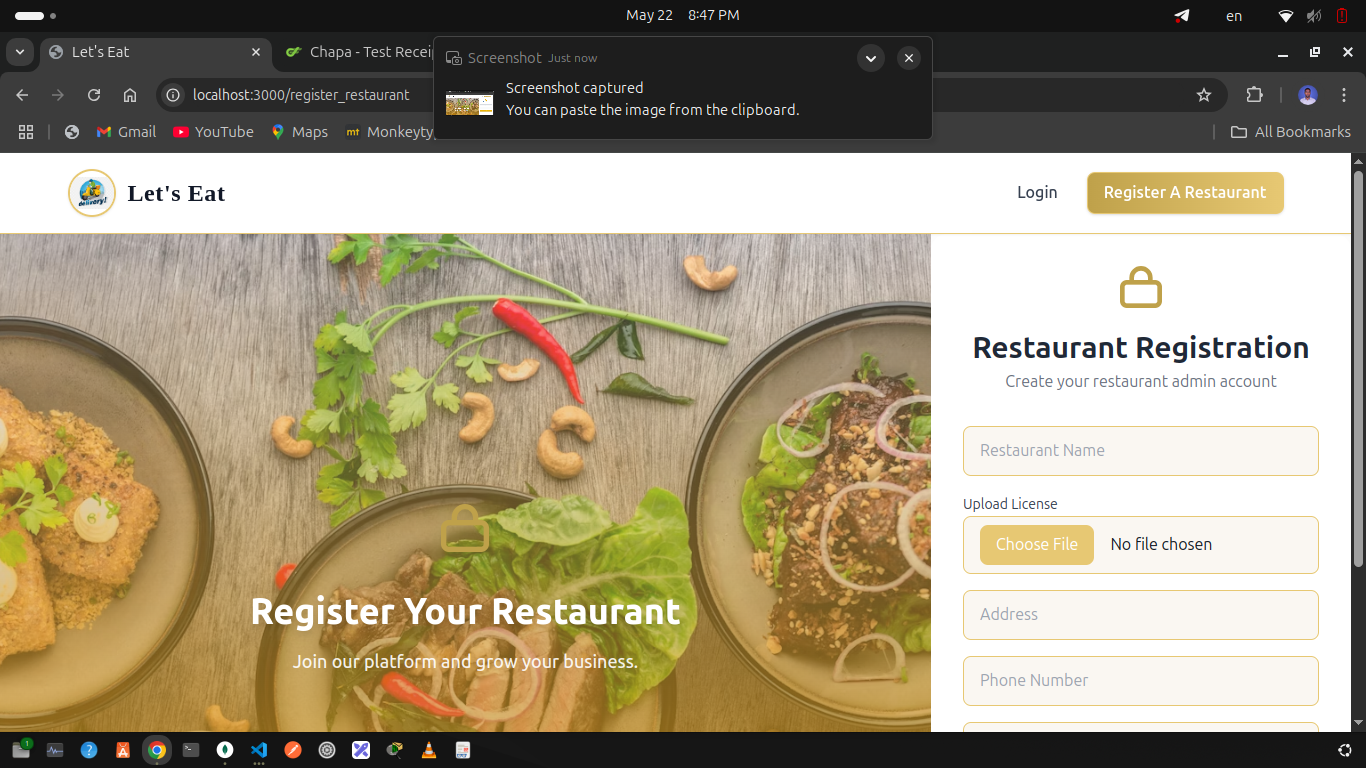 May 22 8:47 PM
en
Let's Eat
Chapa - Test Recei
Screenshot Just now
Screenshot captured
You can paste the image from the clipboard.
localhost:3000/register_restaurant
Gmail
YouTube
Maps
mt Monkeyty
All Bookmarks
delivery!
Let's Eat
Login
Register A Restaurant
Restaurant Registration
Create your restaurant admin account
Restaurant Name
Upload License
Choose File No file chosen
Address
Phone Number
Register Your Restaurant
Join our platform and grow your business.
1